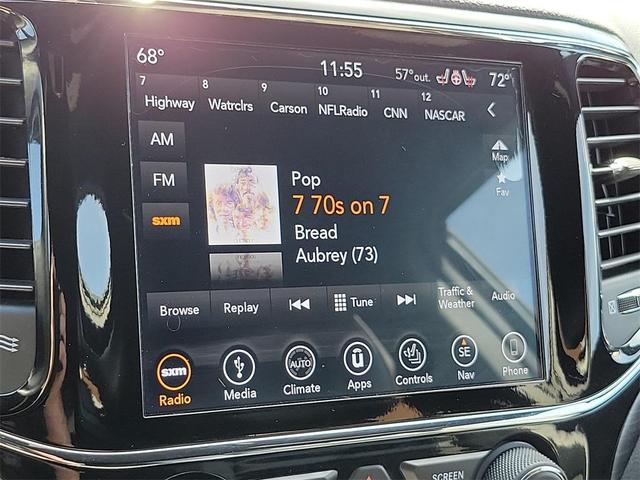 68° 11:55 57°out. 72°
7 8 9 10 11 12
Highway Watrclrs Carson NFLRadio CNN NASCAR
AM
FM
sxm
Map
Fav
Pop
7 70s on 7
Bread
Aubrey (73)
Browse Replay Tune Traffic & Weather Audio
sxm AUTO u SE
Radio Media Climate Apps Controls Nav Phone
SCREEN